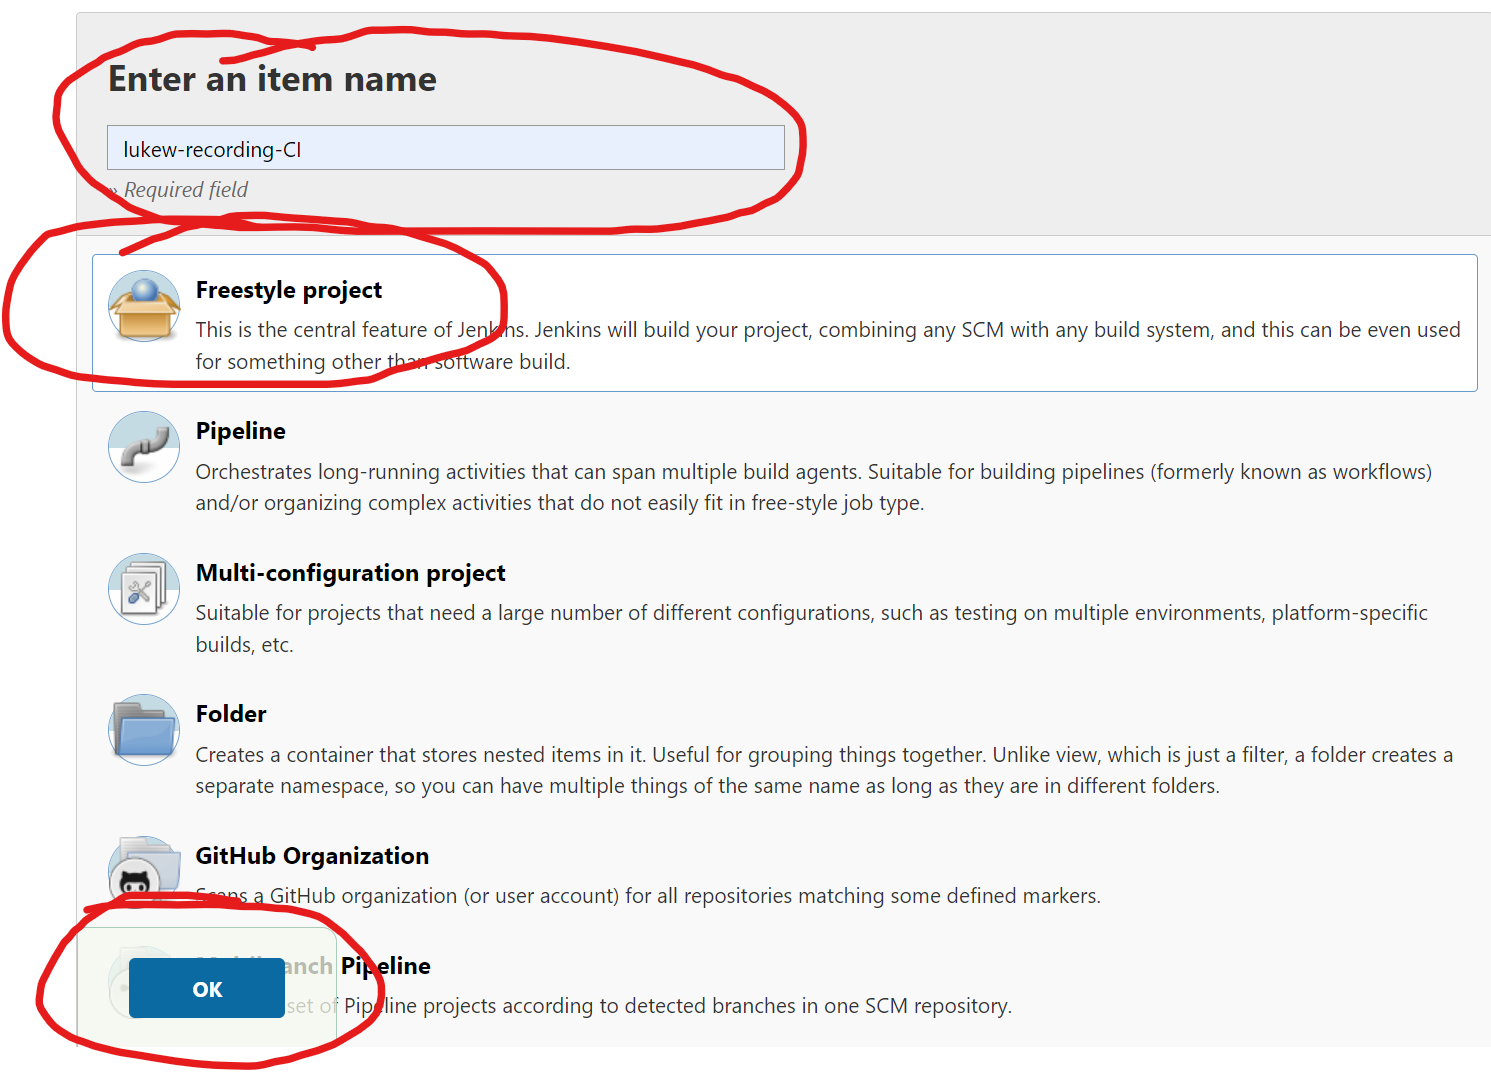 Enter an item name
lukew-recording-CI
» Required field
Freestyle project
This is the central feature of Jenkins. Jenkins will build your project, combining any SCM with any build system, and this can be even used
for something other than software build.
Pipeline
Orchestrates long-running activities that can span multiple build agents. Suitable for building pipelines (formerly known as workflows)
and/or organizing complex activities that do not easily fit in free-style job type.
Multi-configuration project
Suitable for projects that need a large number of different configurations, such as testing on multiple environments, platform-specific
builds, etc.
Folder
Creates a container that stores nested items in it. Useful for grouping things together. Unlike view, which is just a filter, a folder creates a
separate namespace, so you can have multiple things of the same name as long as they are in different folders.
GitHub Organization
Scans a GitHub organization (or user account) for all repositories matching some defined markers.
Multibranch Pipeline
OK
set of Pipeline projects according to detected branches in one SCM repository.